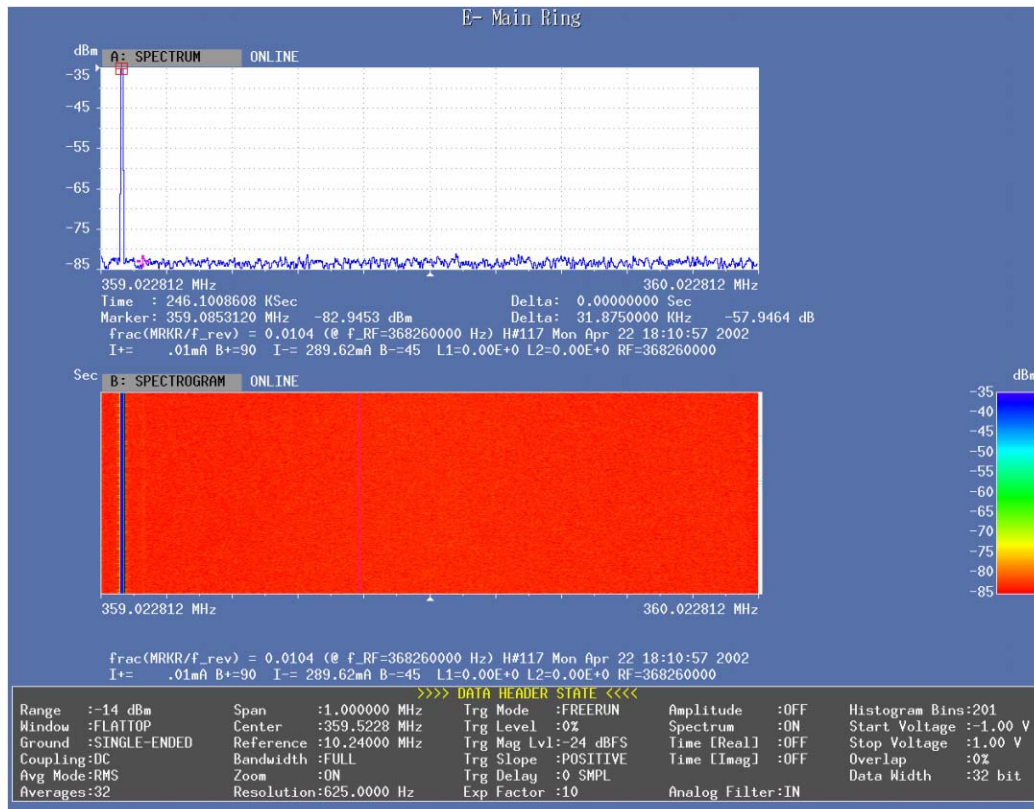 E- Main Ring
dBm A: SPECTRUM ONLINE
-35
-45
-55
-65
-75
-85
359.022812 MHz 360.022812 MHz
Time : 246.1008608 KSec Delta: 0.00000000 Sec
Marker: 359.0853120 MHz -82.9453 dBm Delta: 31.8750000 KHz -57.9464 dB
frac(MRKR/f_rev) = 0.0104 (@ f_RF=368260000 Hz) H#117 Mon Apr 22 18:10:57 2002
I+= .01mA B+=90 I-= 289.62mA B-=45 L1=0.00E+0 L2=0.00E+0 RF=368260000
Sec B: SPECTROGRAM ONLINE dBm
-35
-40
-45
-50
-55
-60
-65
-70
-75
-80
-85
359.022812 MHz 360.022812 MHz
frac(MRKR/f_rev) = 0.0104 (@ f_RF=368260000 Hz) H#117 Mon Apr 22 18:10:57 2002
I+= .01mA B+=90 I-= 289.62mA B-=45 L1=0.00E+0 L2=0.00E+0 RF=368260000
>>>> DATA HEADER STATE <<<<
Range :-14 dBm Span :1.000000 MHz Trg Mode :FREERUN Amplitude :OFF Histogram Bins:201
Window :FLATTOP Center :359.5228 MHz Trg Level :0% Spectrum :ON Start Voltage :-1.00 V
Ground :SINGLE-ENDED Reference :10.24000 MHz Trg Mag Lvl:-24 dBFS Time [Real] :OFF Stop Voltage :1.00 V
Coupling:DC Bandwidth :FULL Trg Slope :POSITIVE Time [Imag] :OFF Overlap :0%
Avg Mode:RMS Zoom :ON Trg Delay :0 SMPL Data Width :32 bit
Averages:32 Resolution:625.0000 Hz Exp Factor :10 Analog Filter:IN